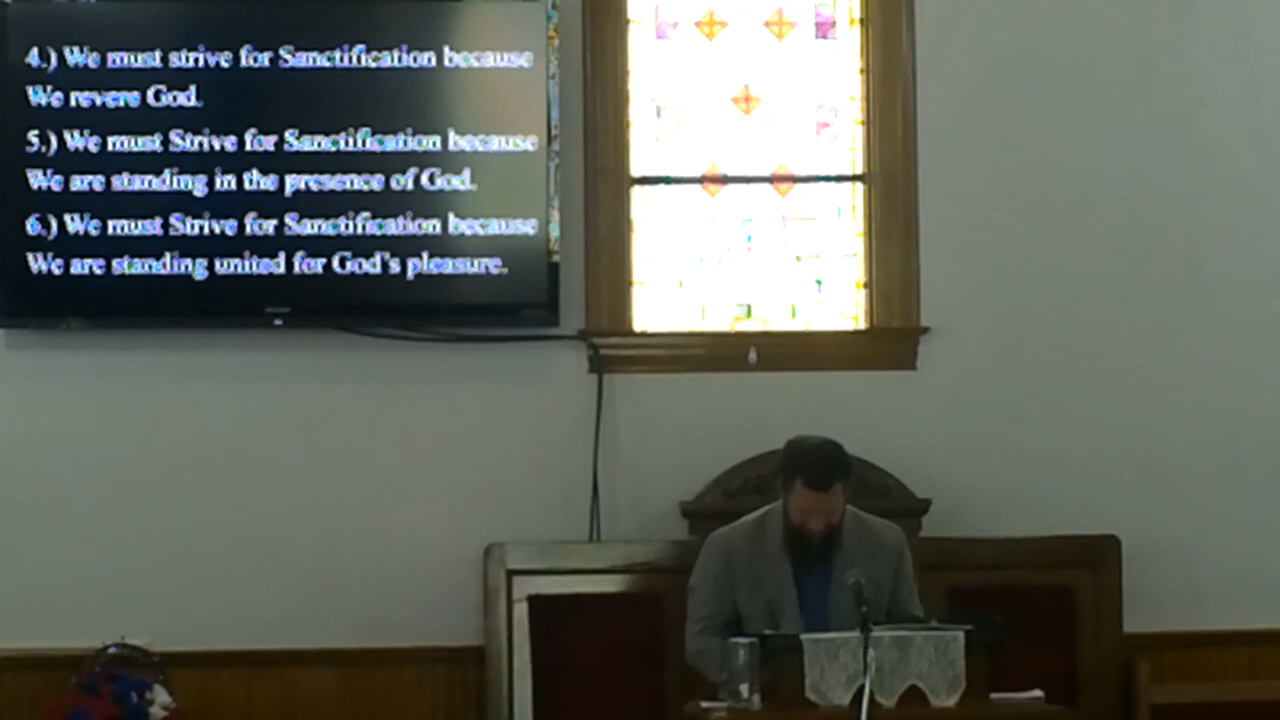 4.) We must strive for Sanctification because
We revere God.
5.) We must Strive for Sanctification because
We are standing in the presence of God.
6.) We must Strive for Sanctification because
We are standing united for God's pleasure.